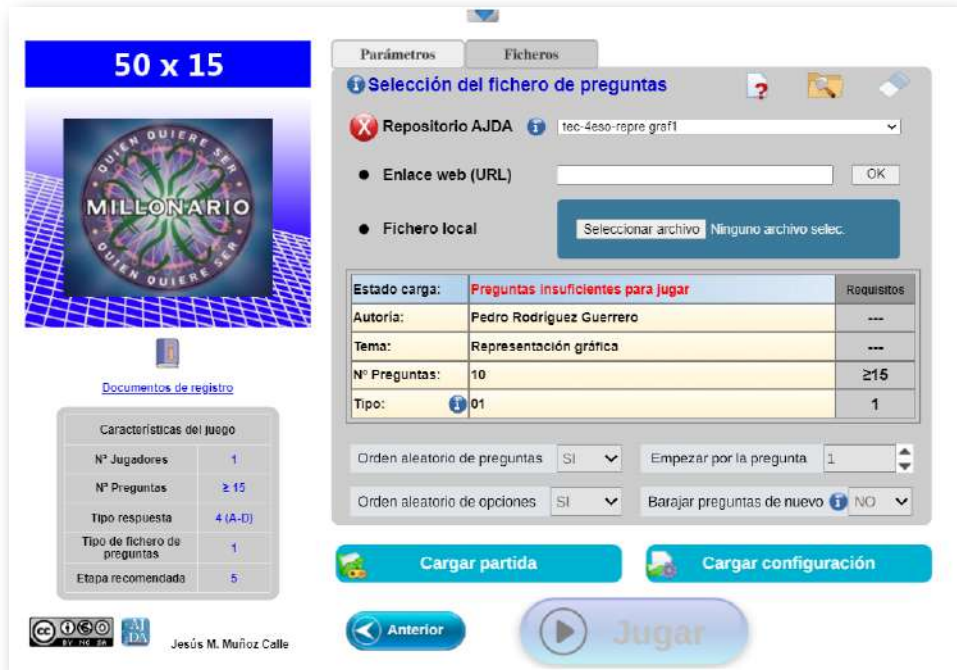 50 x 15
QUIEN QUIERE SER
MILLONARIO
QUIEN QUIERE SER
Documentos de registro
Características del juego
Nº Jugadores 1
Nº Preguntas ≥ 15
Tipo respuesta 4 (A-D)
Tipo de fichero de
preguntas 1
Etapa recomendada 5
CC BY NC SA
AJDA
Jesús M. Muñoz Calle
Parámetros Ficheros
Selección del fichero de preguntas
Repositorio AJDA tec-4eso-repre graf1
Enlace web (URL) OK
Fichero local Seleccionar archivo Ninguno archivo selec.
Estado carga: Preguntas insuficientes para jugar Requisitos
Autoría: Pedro Rodríguez Guerrero ---
Tema: Representación gráfica ---
Nº Preguntas: 10 ≥15
Tipo: 01 1
Orden aleatorio de preguntas SI Empezar por la pregunta 1
Orden aleatorio de opciones SI Barajar preguntas de nuevo NO
Cargar partida Cargar configuración
Anterior Jugar